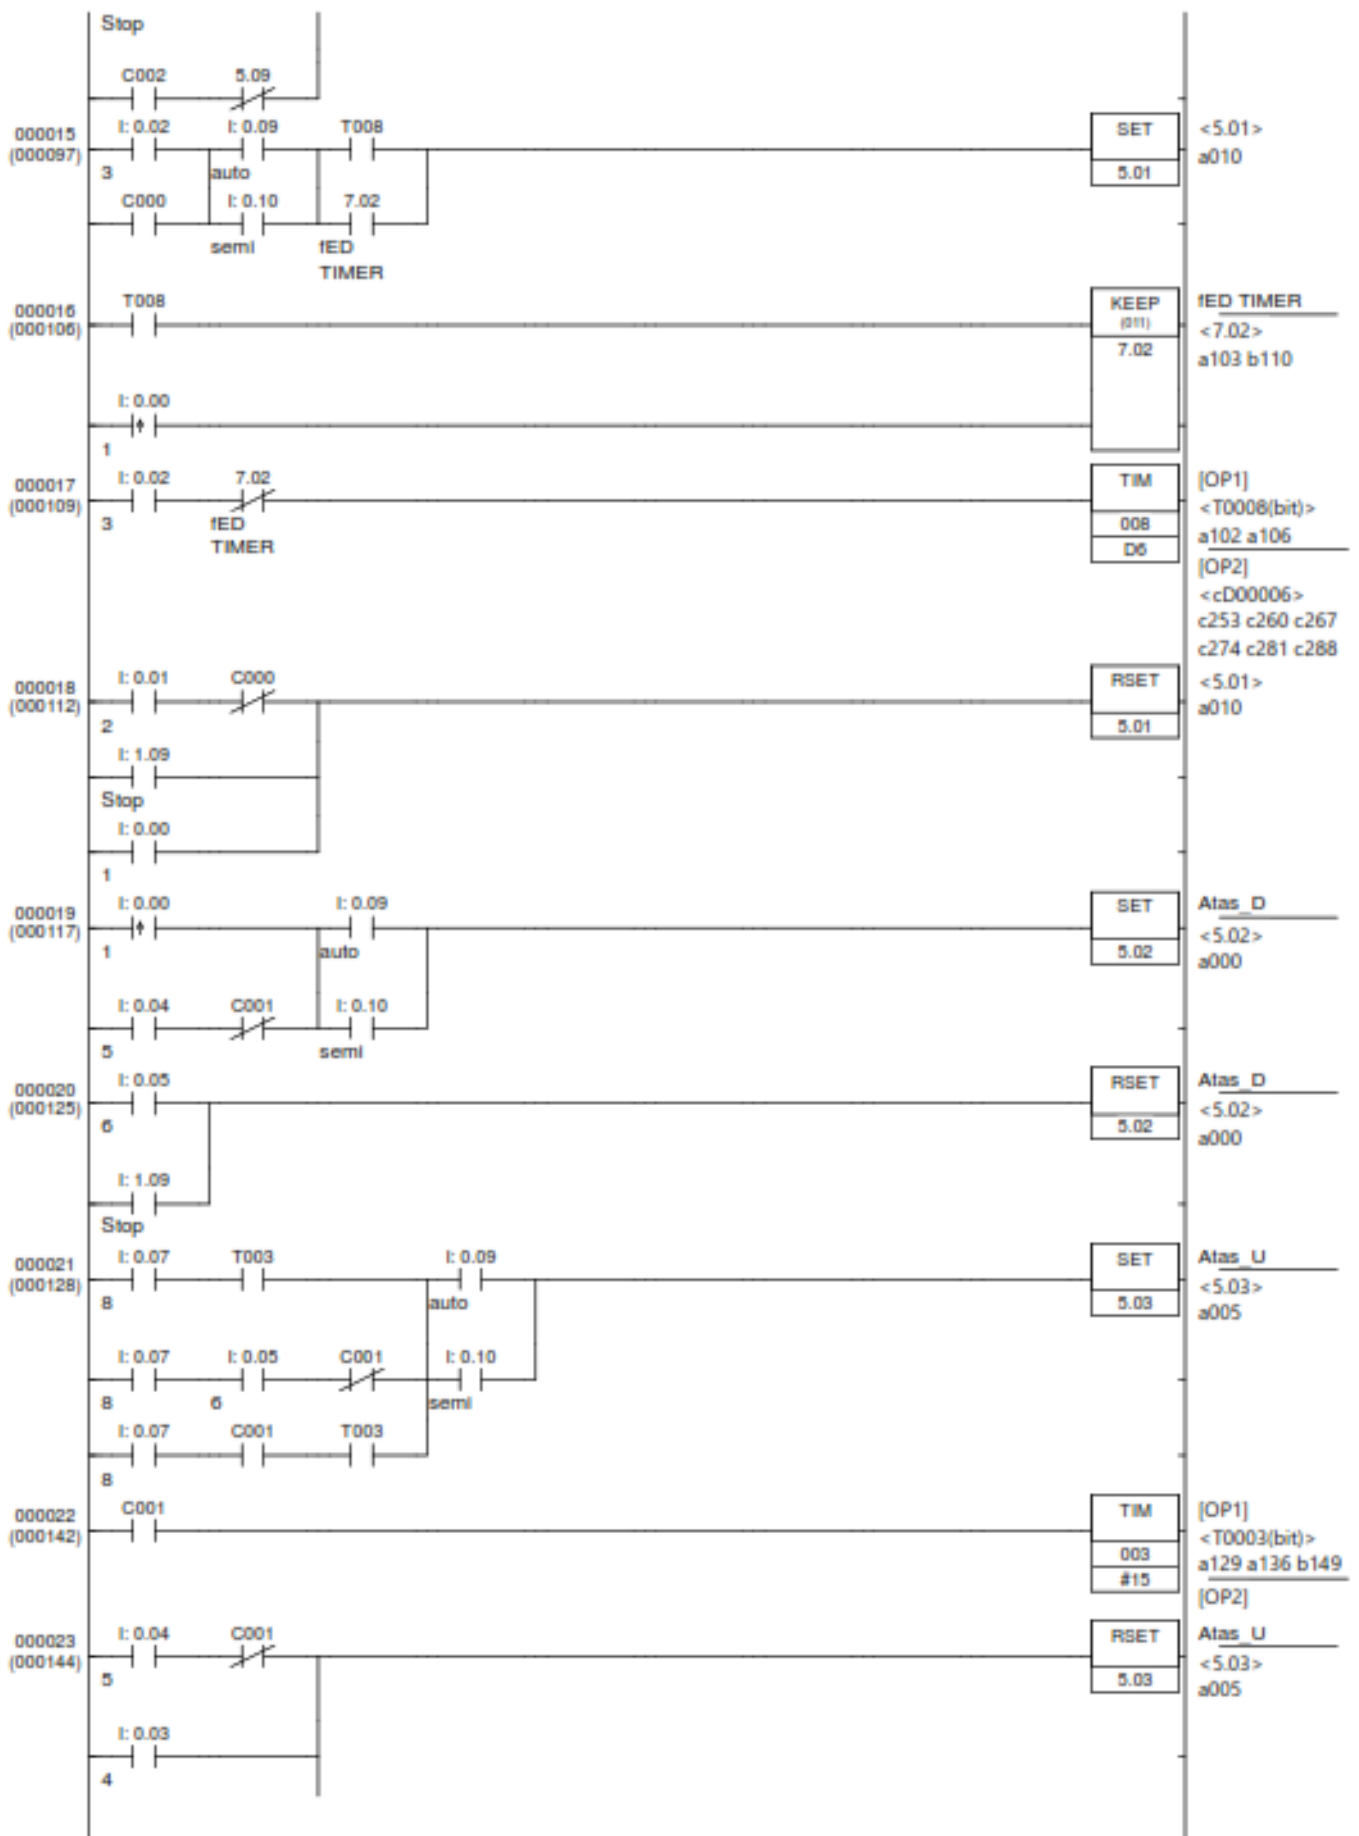 Stop
C002 5.09
000015 (000097) I: 0.02 I: 0.09 T008 SET <5.01>
3 auto 5.01 a010
C000 I: 0.10 7.02
semi fED
TIMER
000016 (000106) T008 KEEP fED TIMER
(011) <7.02>
7.02 a103 b110
I: 0.00
1
000017 (000109) I: 0.02 7.02 TIM [OP1]
3 fED 008 <T0008(bit)>
TIMER D6 a102 a106
[OP2]
<cD00006>
c253 c260 c267
c274 c281 c288
000018 (000112) I: 0.01 C000 RSET <5.01>
2 5.01 a010
I: 1.09
Stop
I: 0.00
1
000019 (000117) I: 0.00 I: 0.09 SET Atas_D
1 auto 5.02 <5.02>
a000
I: 0.04 C001 I: 0.10
5 semi
000020 (000125) I: 0.05 RSET Atas_D
6 5.02 <5.02>
a000
I: 1.09
Stop
000021 (000128) I: 0.07 T003 I: 0.09 SET Atas_U
8 auto 5.03 <5.03>
a005
I: 0.07 I: 0.05 C001 I: 0.10
8 6 semi
I: 0.07 C001 T003
8
000022 (000142) C001 TIM [OP1]
003 <T0003(bit)>
#15 a129 a136 b149
[OP2]
000023 (000144) I: 0.04 C001 RSET Atas_U
5 5.03 <5.03>
a005
I: 0.03
4